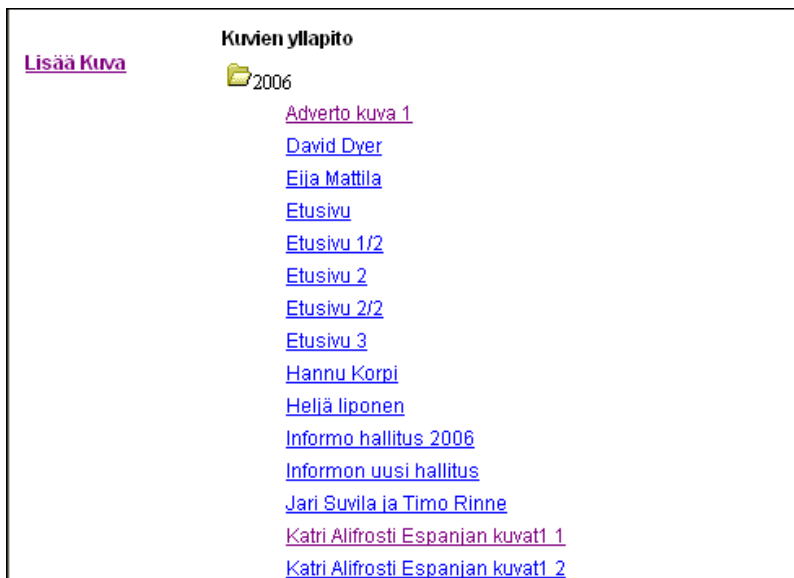 Kuvien yllapito
Lisää Kuva
2006
Adverto kuva 1
David Dyer
Eija Mattila
Etusivu
Etusivu 1/2
Etusivu 2
Etusivu 2/2
Etusivu 3
Hannu Korpi
Heljä liponen
Informo hallitus 2006
Informon uusi hallitus
Jari Suvila ja Timo Rinne
Katri Alifrosti Espanjan kuvat1 1
Katri Alifrosti Espanjan kuvat1 2